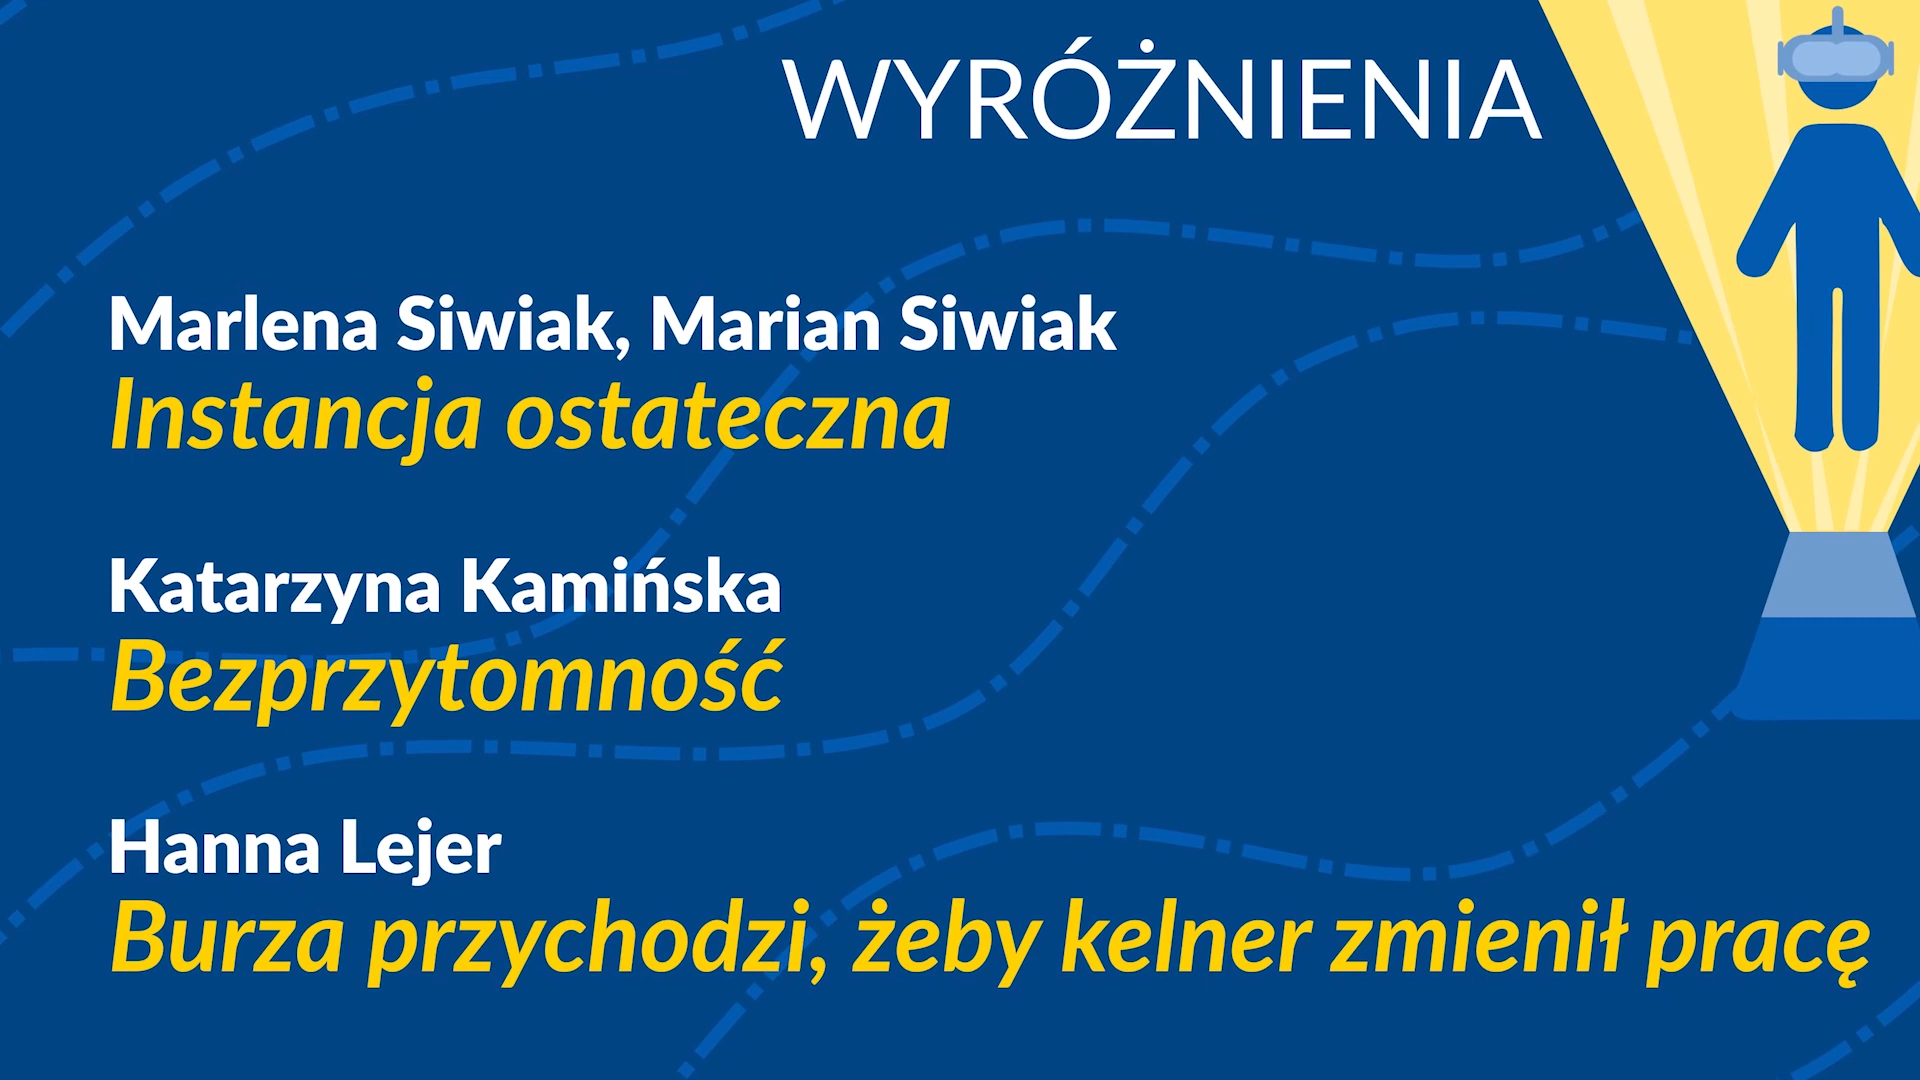 WYRÓŻNIENIA
Marlena Siwiak, Marian Siwiak
Instancja ostateczna
Katarzyna Kamińska
Bezprzytomność
Hanna Lejer
Burza przychodzi, żeby kelner zmienił pracę